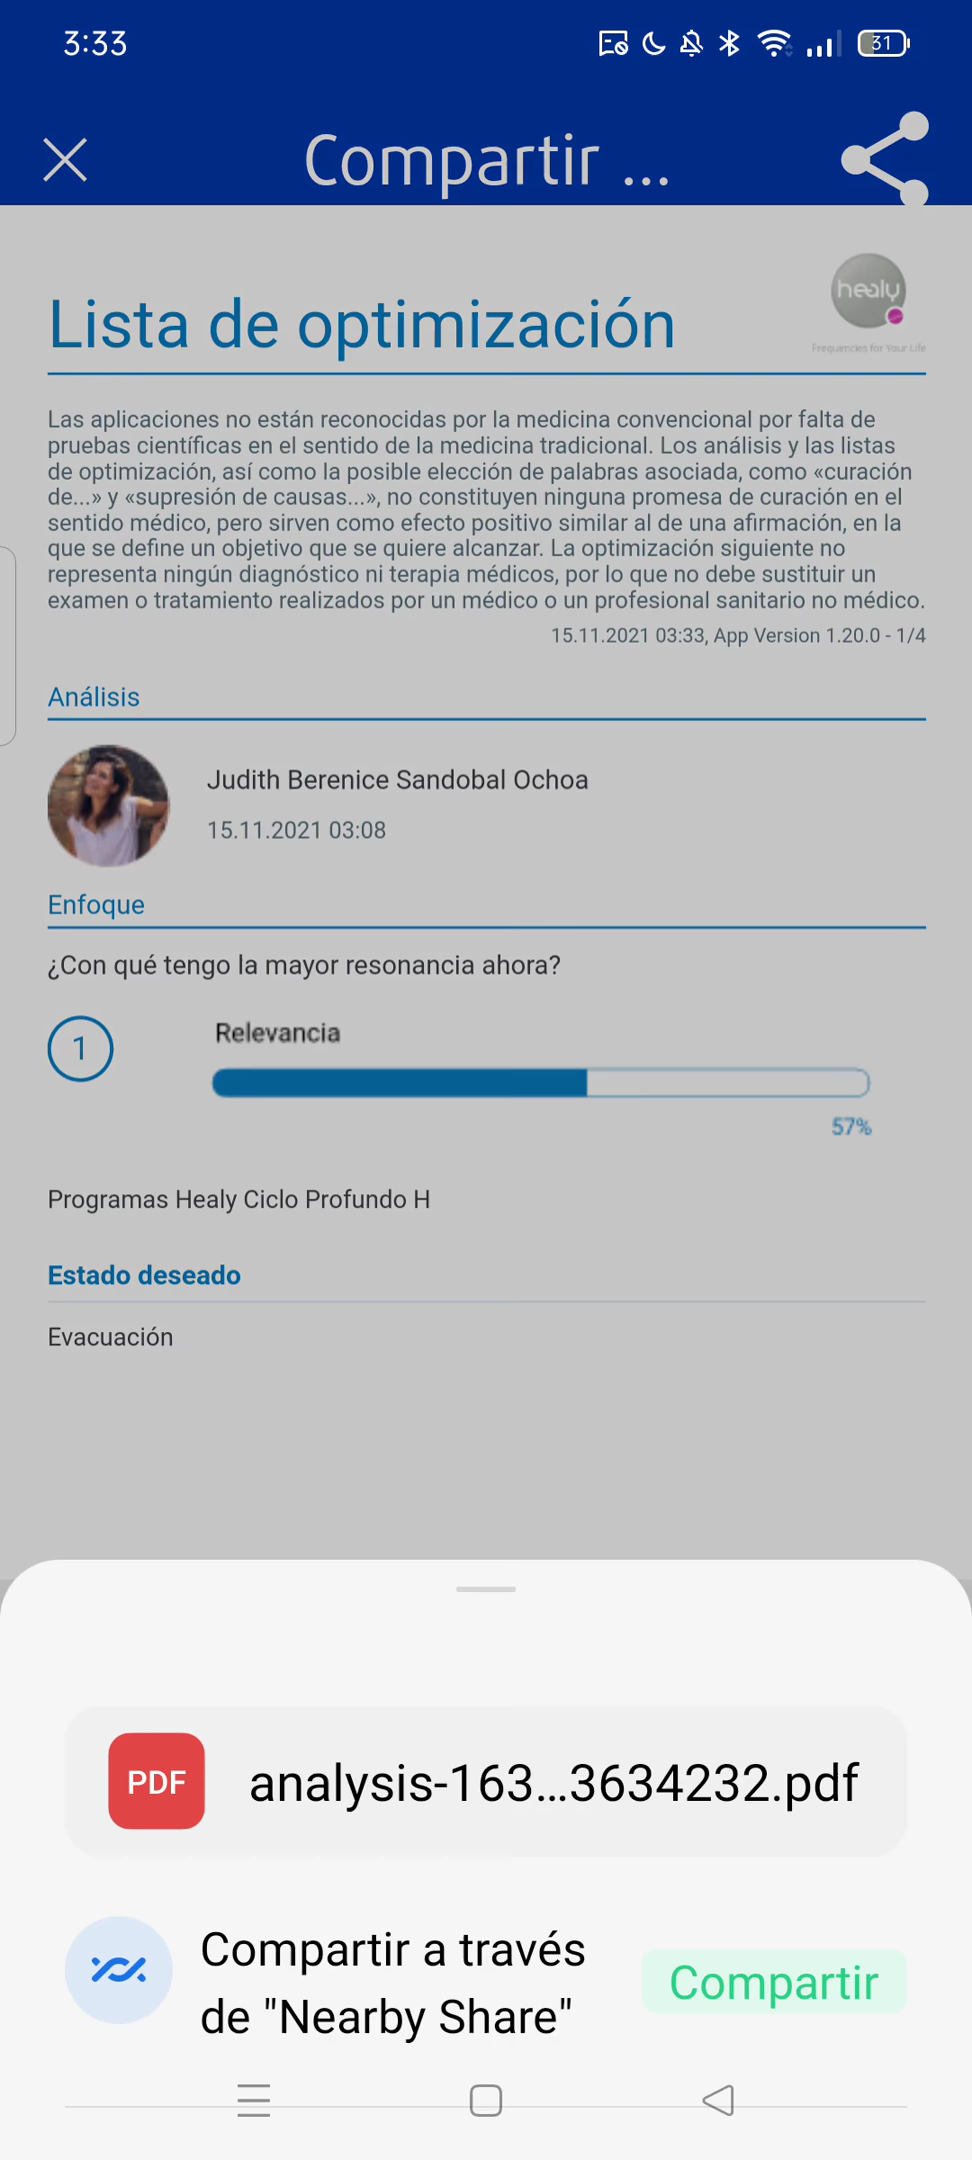 3:33
31
Compartir ...
healy
Frequencies for Your Life
Lista de optimización
Las aplicaciones no están reconocidas por la medicina convencional por falta de
pruebas científicas en el sentido de la medicina tradicional. Los análisis y las listas
de optimización, así como la posible elección de palabras asociada, como «curación
de...» y «supresión de causas...», no constituyen ninguna promesa de curación en el
sentido médico, pero sirven como efecto positivo similar al de una afirmación, en la
que se define un objetivo que se quiere alcanzar. La optimización siguiente no
representa ningún diagnóstico ni terapia médicos, por lo que no debe sustituir un
examen o tratamiento realizados por un médico o un profesional sanitario no médico.
15.11.2021 03:33, App Version 1.20.0 - 1/4
Análisis
Judith Berenice Sandobal Ochoa
15.11.2021 03:08
Enfoque
¿Con qué tengo la mayor resonancia ahora?
1
Relevancia
57%
Programas Healy Ciclo Profundo H
Estado deseado
Evacuación
PDF
analysis-163...3634232.pdf
Compartir a través
de "Nearby Share"
Compartir